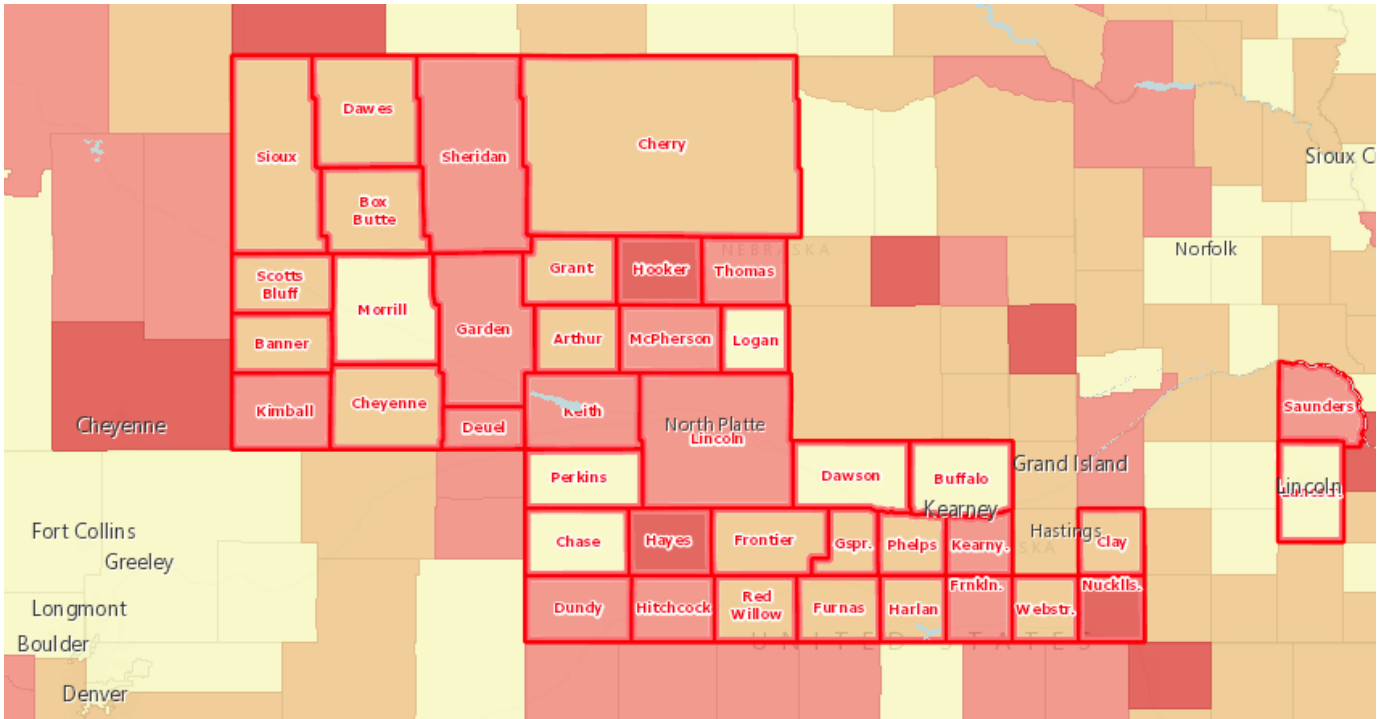 Dawes
Sioux
Sheridan
Cherry
Sioux C
Box
Butte
NEBRASKA
Norfolk
Scotts
Bluff
Grant
Hooker
Thomas
Morrill
Garden
Banner
Arthur
McPherson
Logan
Kimball
Cheyenne
Cheyenne
Deuel
Keith
North Platte
Lincoln
Saunders
Perkins
Dawson
Buffalo
Grand Island
Lincoln
Kearney
Fort Collins
Greeley
Chase
Hayes
Frontier
Gspr.
Phelps
Kearny.
Hastings
Clay
Longmont
Boulder
Denver
Dundy
Hitchcock
Red
Willow
Furnas
Harlan
Frnkln.
Webstr.
Nucklls.
UNITED STATES